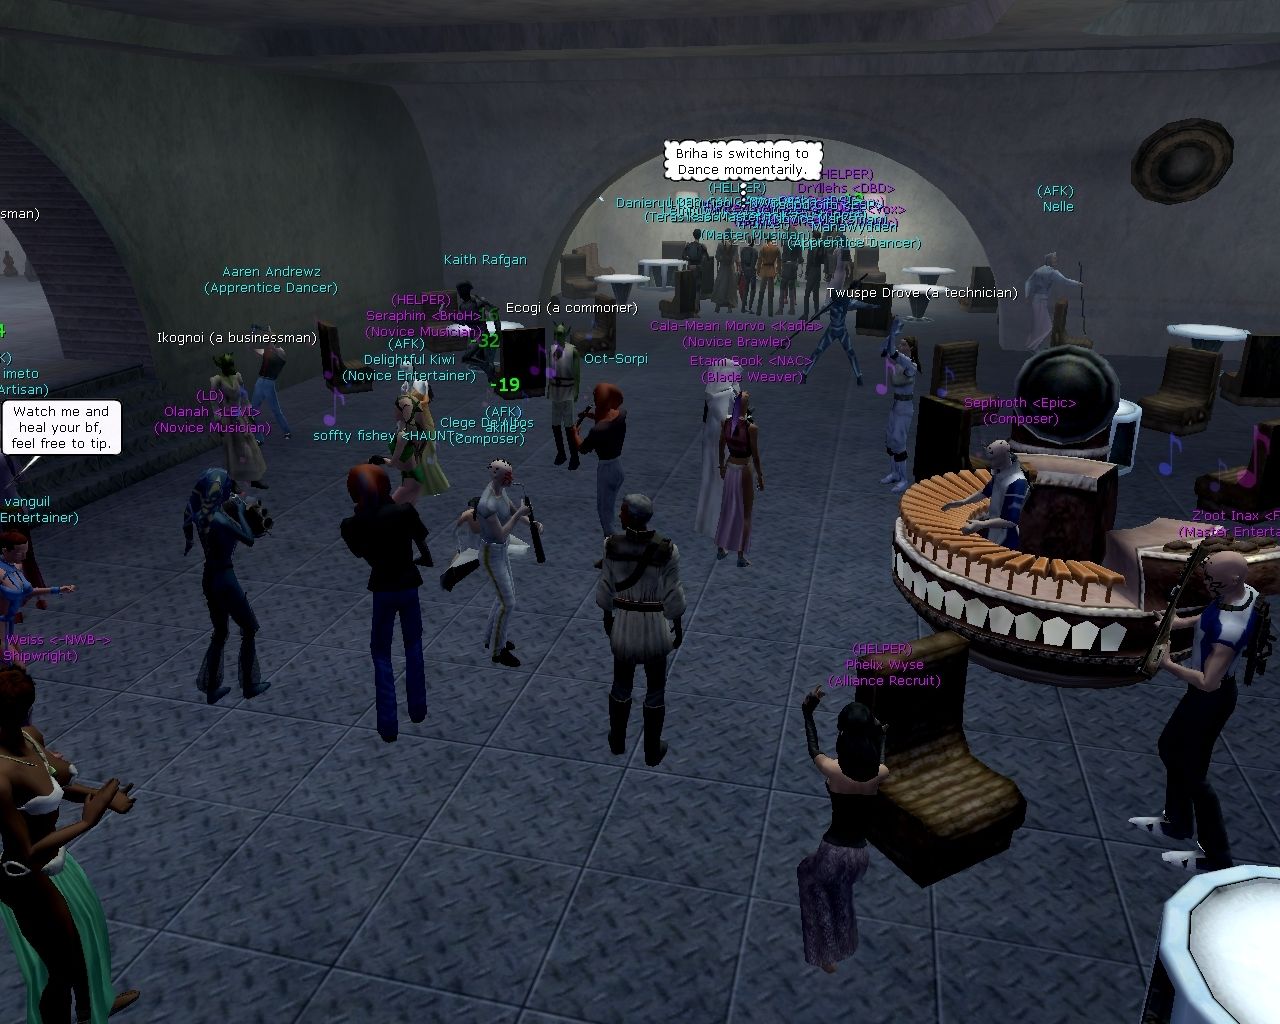 Briha is switching to
Dance momentarily.
(HELPER)
Dryllehs <DBD>
(HELPER)
(Master Musician)
(Apprentice Dancer)
(AFK)
Nelle
sman)
Aaren Andrewz
(Apprentice Dancer)
Kaith Rafgan
Twuspe Drove (a technician)
(HELPER)
Seraphim <BrioH>
(Novice Musician)
Ecogi (a commoner)
Ikognoi (a businessman)
-32
Cala-Mean Morvo <Kadia>
(Novice Brawler)
(AFK)
Delightful Kiwi
(Novice Entertainer)
Oct-Sorpi
Etami Sook <NAC>
(Blade Weaver)
-19
imeto
Artisan)
(LD)
Olanah <LEVI>
(Novice Musician)
Watch me and
heal your bf,
feel free to tip.
(AFK)
Clege De'Alfos
(Composer)
soffty fishey <HAUNT>
Sephiroth <Epic>
(Composer)
vanguil
Entertainer)
Z'oot Inax <F
(Master Enterta
Weiss <-NWB->
Shipwright)
(HELPER)
Phelix Wyse
(Alliance Recruit)